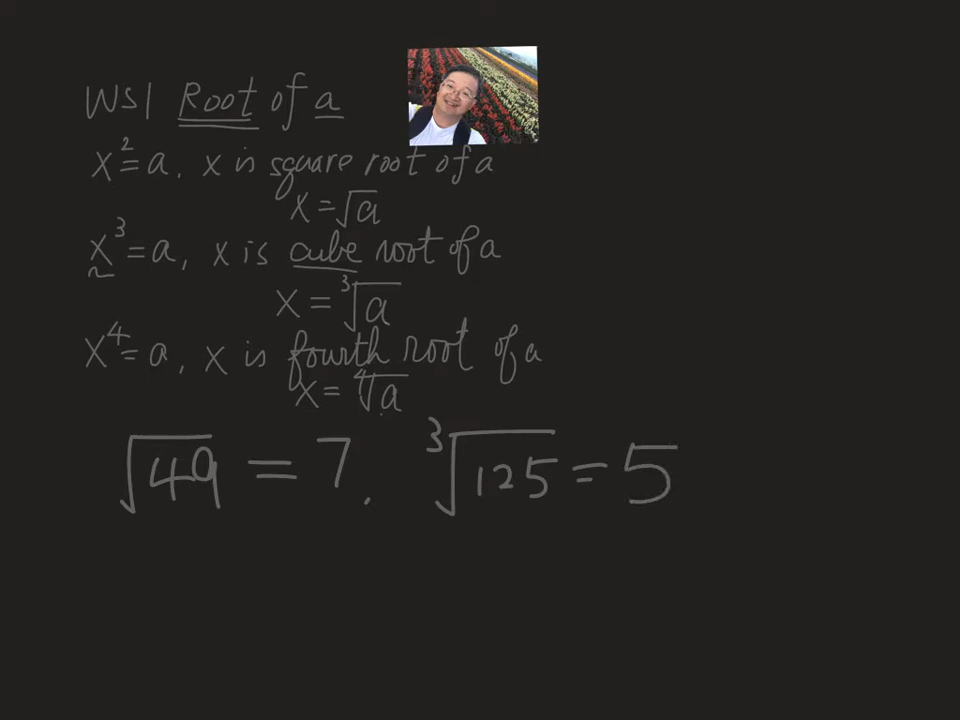 WS1 Root of a
x² = a, x is square root of a
x = √a
x³ = a, x is cube root of a
x = ³√a
x⁴ = a, x is fourth root of a
x = ⁴√a
√49 = 7. ³√125 = 5